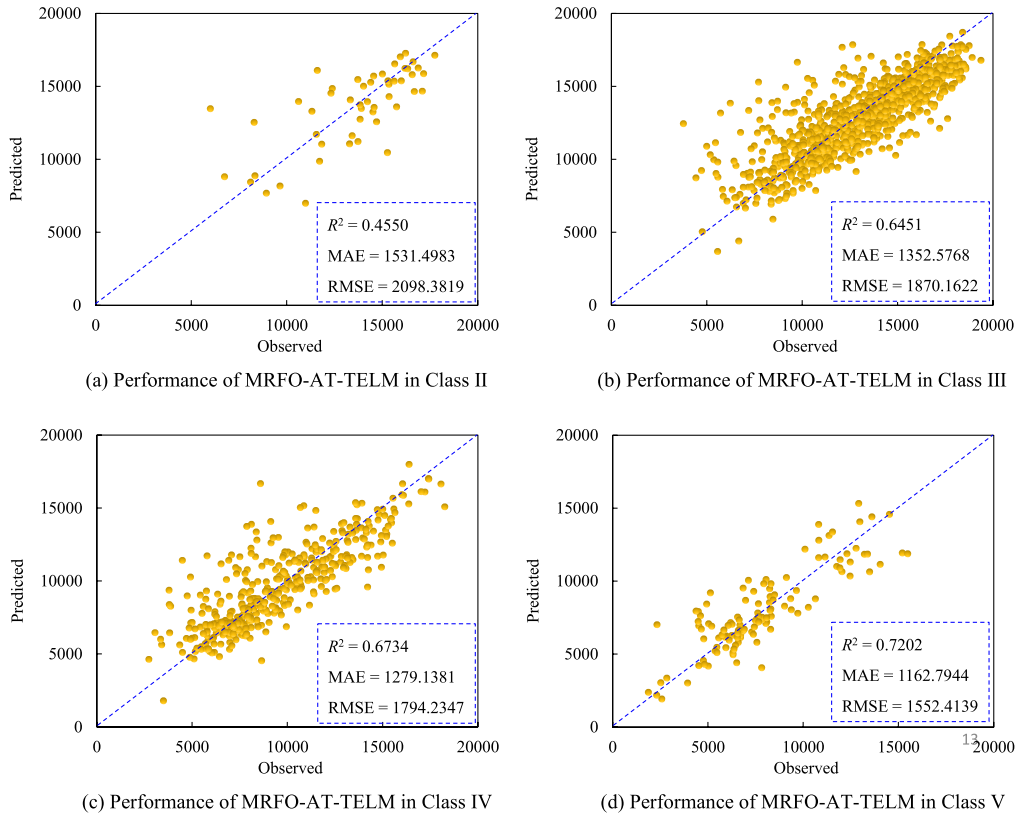 20000
15000
10000
5000
0
Predicted
R² = 0.4550
MAE = 1531.4983
RMSE = 2098.3819
0 5000 10000 15000 20000
Observed
(a) Performance of MRFO-AT-TELM in Class II
20000
15000
10000
5000
0
Predicted
R² = 0.6451
MAE = 1352.5768
RMSE = 1870.1622
0 5000 10000 15000 20000
Observed
(b) Performance of MRFO-AT-TELM in Class III
20000
15000
10000
5000
0
Predicted
R² = 0.6734
MAE = 1279.1381
RMSE = 1794.2347
0 5000 10000 15000 20000
Observed
(c) Performance of MRFO-AT-TELM in Class IV
20000
15000
10000
5000
0
Predicted
R² = 0.7202
MAE = 1162.7944
RMSE = 1552.4139
13
0 5000 10000 15000 20000
Observed
(d) Performance of MRFO-AT-TELM in Class V